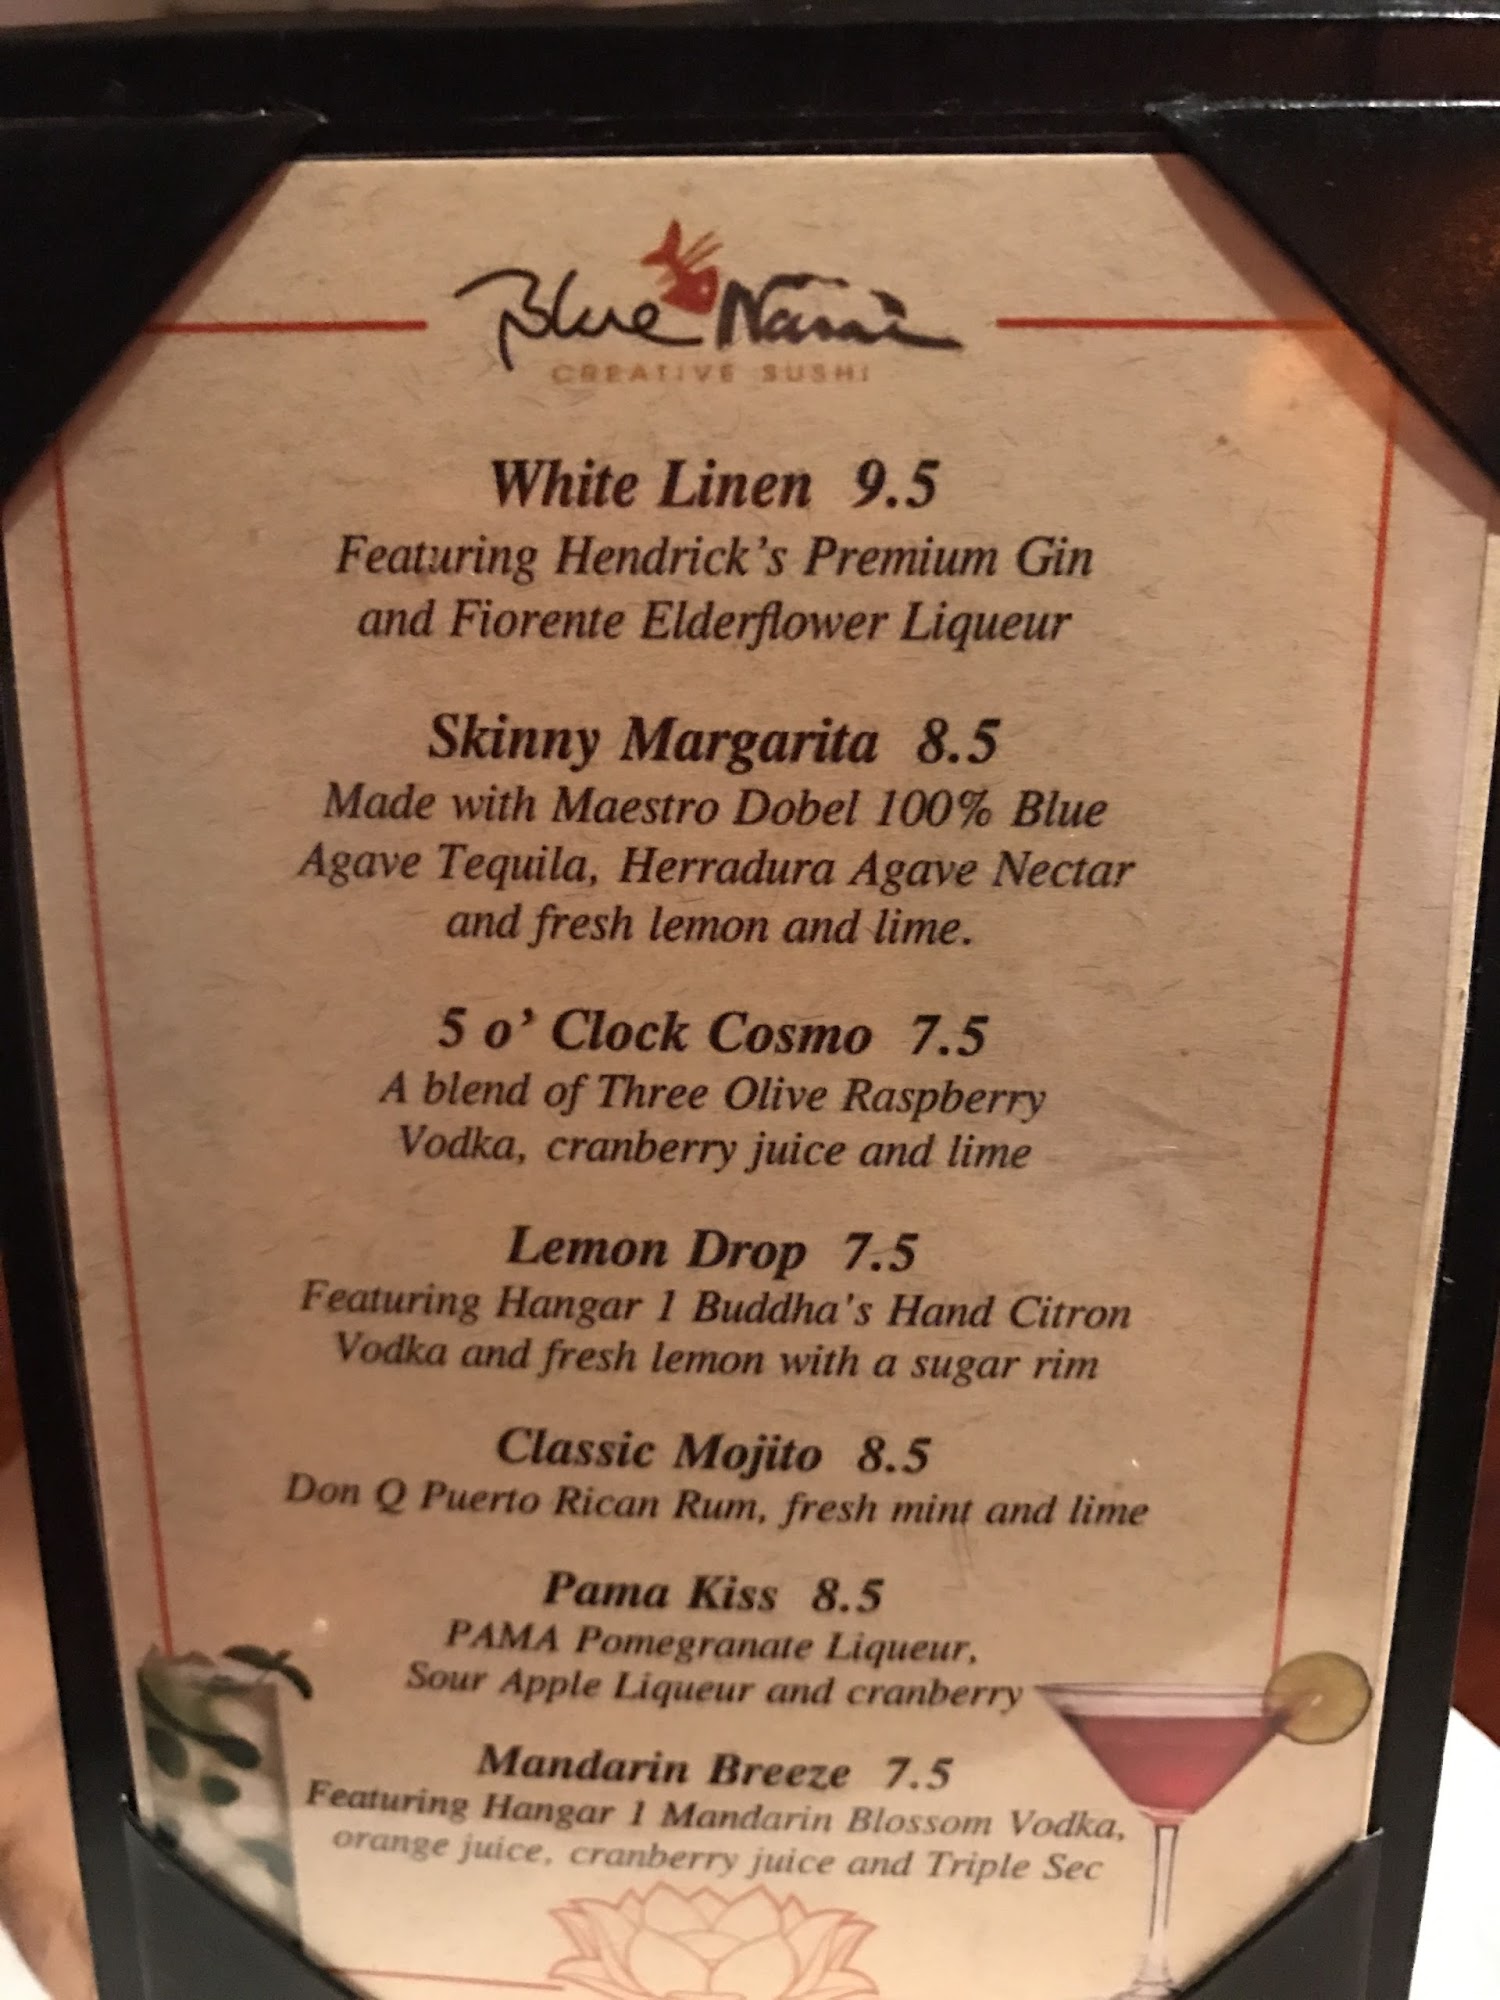 Blue Nami
CREATIVE SUSHI
White Linen 9.5
Featuring Hendrick's Premium Gin
and Fiorente Elderflower Liqueur
Skinny Margarita 8.5
Made with Maestro Dobel 100% Blue
Agave Tequila, Herradura Agave Nectar
and fresh lemon and lime.
5 o' Clock Cosmo 7.5
A blend of Three Olive Raspberry
Vodka, cranberry juice and lime
Lemon Drop 7.5
Featuring Hangar 1 Buddha's Hand Citron
Vodka and fresh lemon with a sugar rim
Classic Mojito 8.5
Don Q Puerto Rican Rum, fresh mint and lime
Pama Kiss 8.5
PAMA Pomegranate Liqueur,
Sour Apple Liqueur and cranberry
Mandarin Breeze 7.5
Featuring Hangar 1 Mandarin Blossom Vodka,
orange juice, cranberry juice and Triple Sec